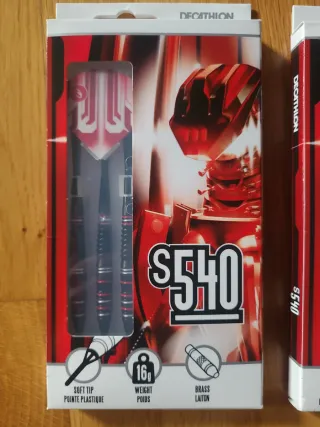 DECATHLON
S540
16g
SOFT TIP
POINTE PLASTIQUE
WEIGHT
POIDS
BRASS
LAITON
DECATHLON
S540